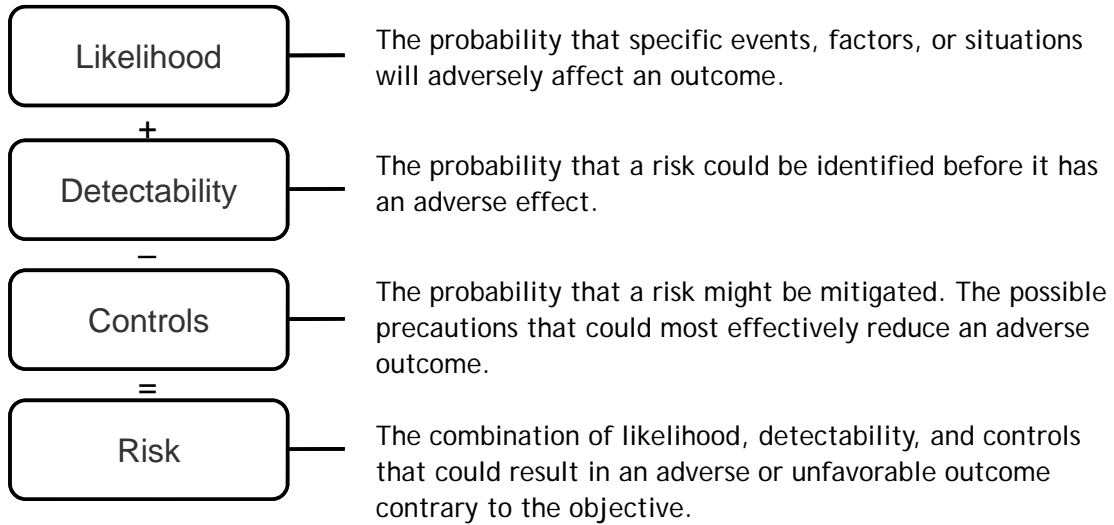 Likelihood
The probability that specific events, factors, or situations
will adversely affect an outcome.
+
Detectability
The probability that a risk could be identified before it has
an adverse effect.
–
Controls
The probability that a risk might be mitigated. The possible
precautions that could most effectively reduce an adverse
outcome.
=
Risk
The combination of likelihood, detectability, and controls
that could result in an adverse or unfavorable outcome
contrary to the objective.